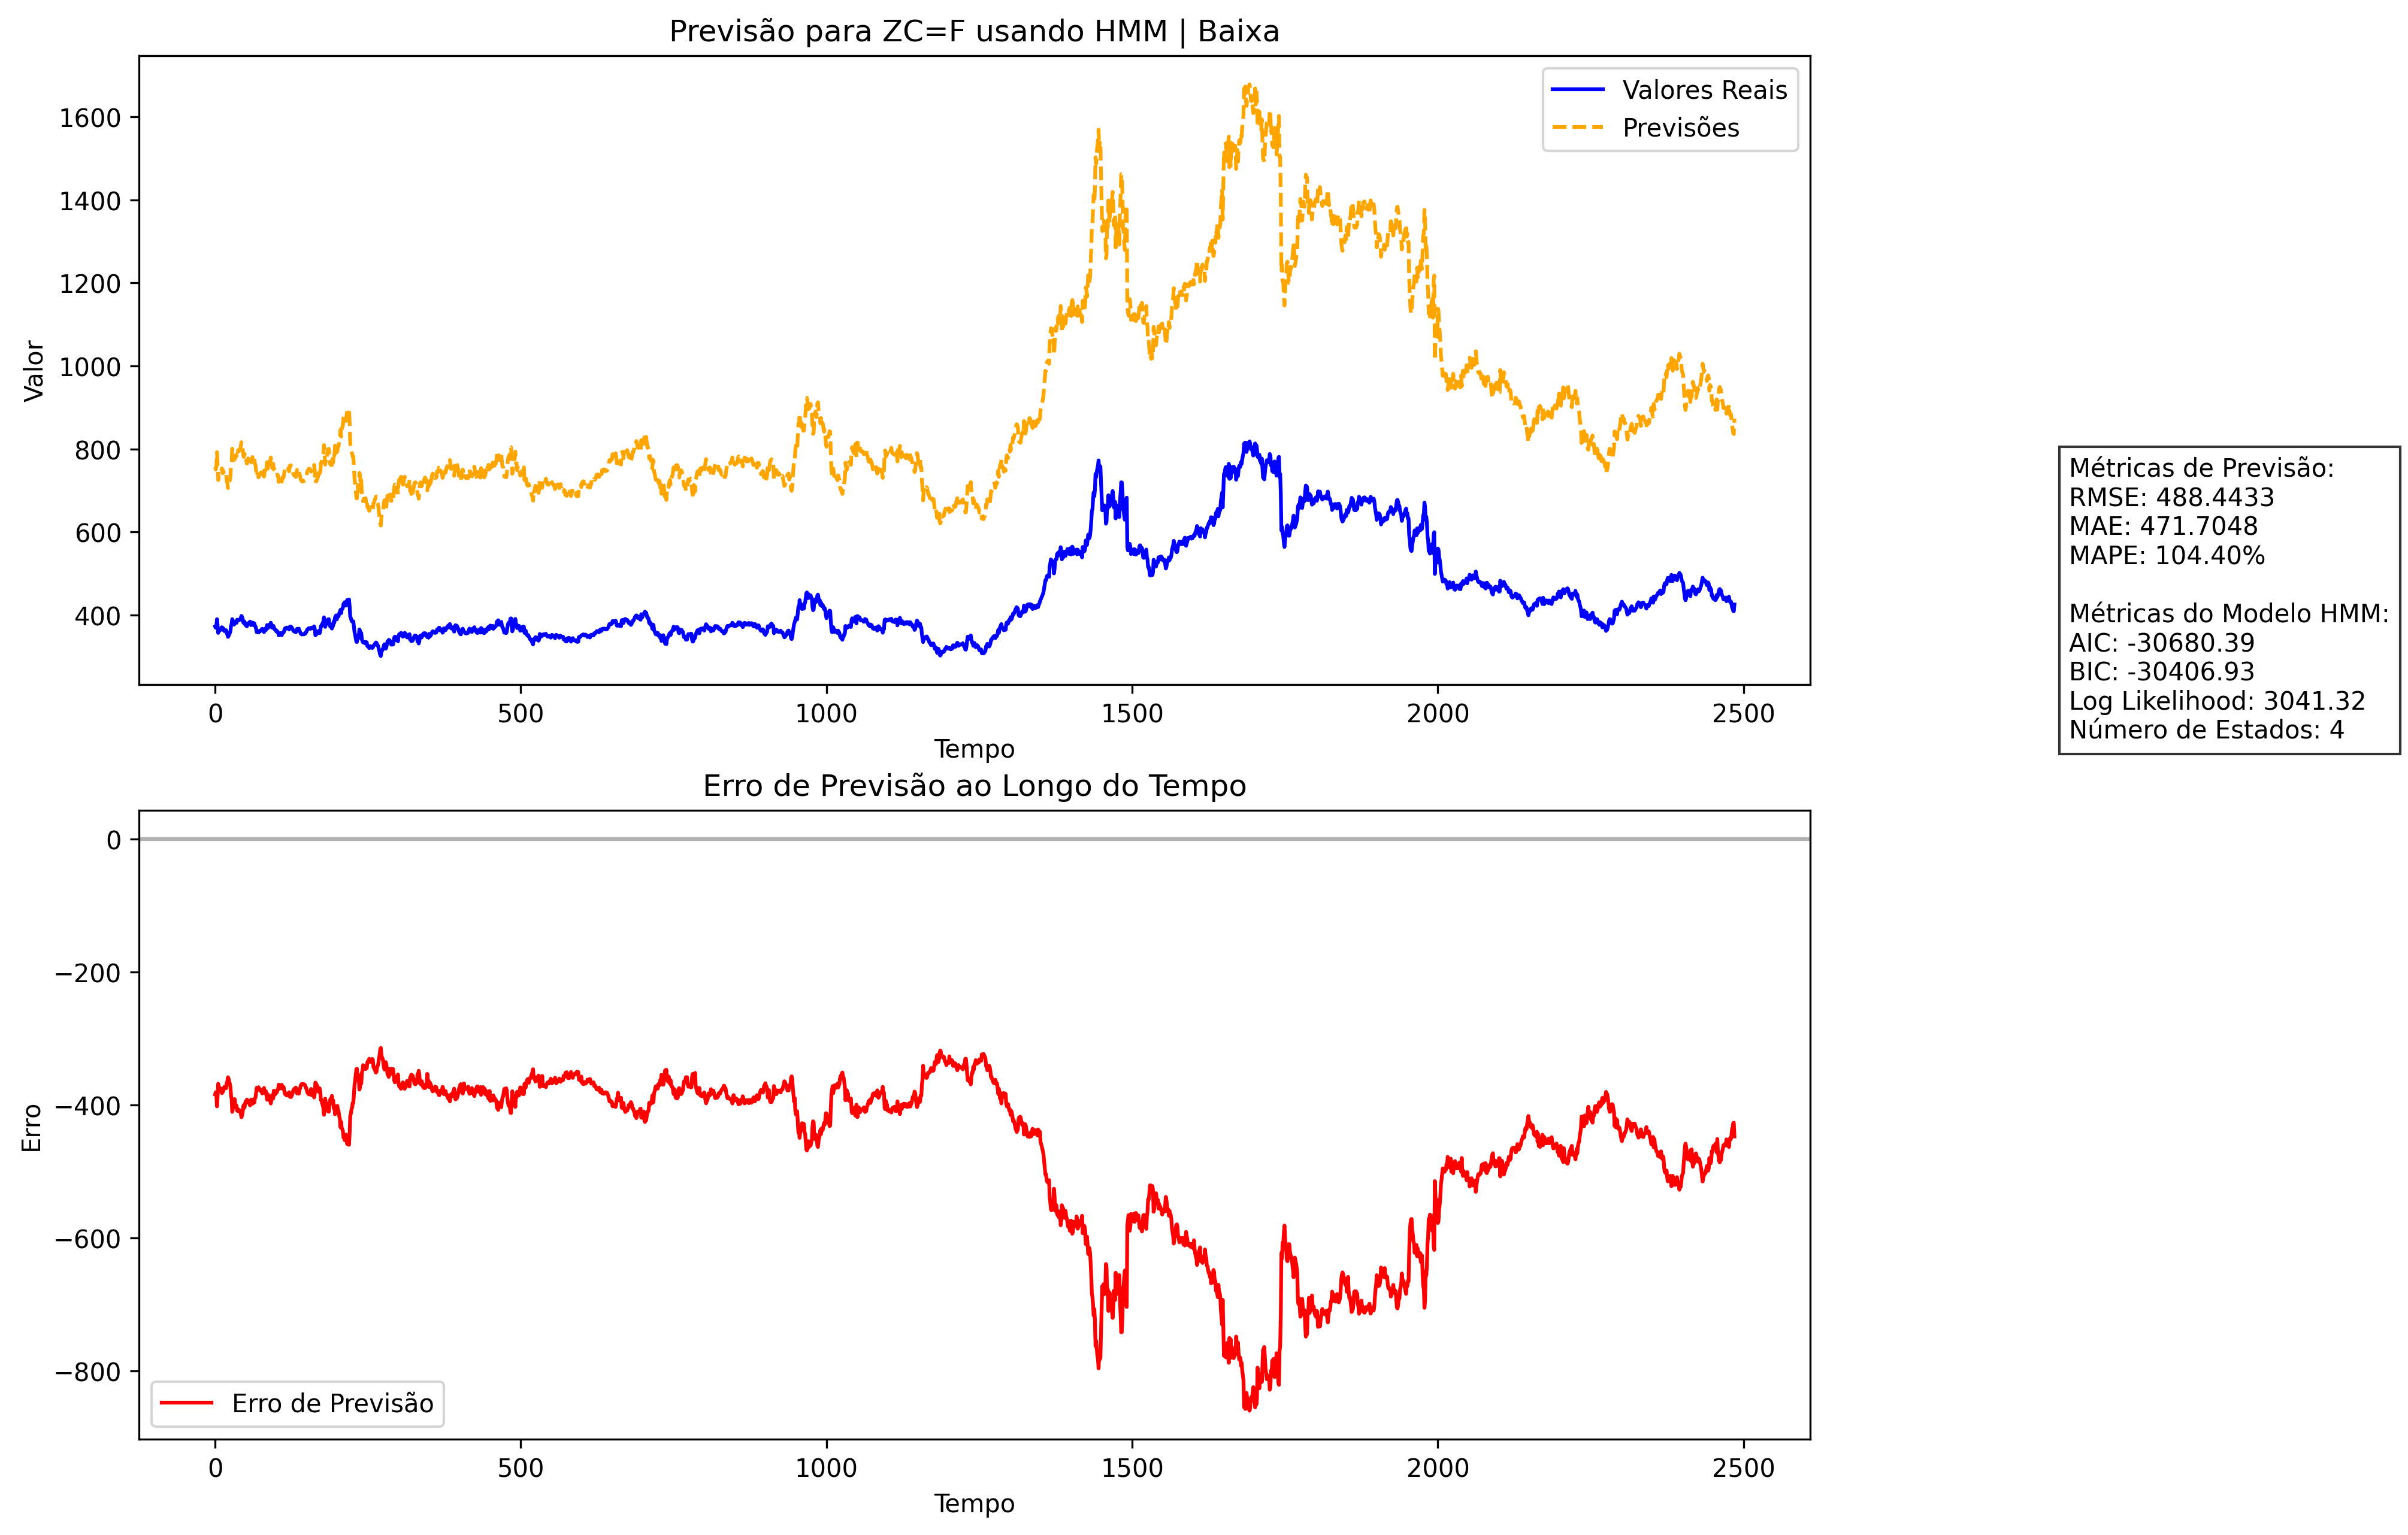 Previsão para ZC=F usando HMM | Baixa
Valores Reais
Previsões
Valor
1600
1400
1200
1000
800
600
400
0
500
1000
1500
2000
2500
Tempo
Métricas de Previsão:
RMSE: 488.4433
MAE: 471.7048
MAPE: 104.40%
Métricas do Modelo HMM:
AIC: -30680.39
BIC: -30406.93
Log Likelihood: 3041.32
Número de Estados: 4
Erro de Previsão ao Longo do Tempo
Erro
0
−200
−400
−600
−800
Erro de Previsão
0
500
1000
1500
2000
2500
Tempo